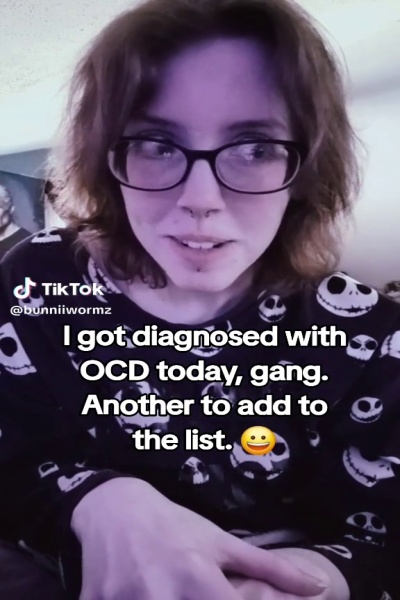 TikTok
@bunniiwormz
I got diagnosed with
OCD today, gang.
Another to add to
the list. 😀